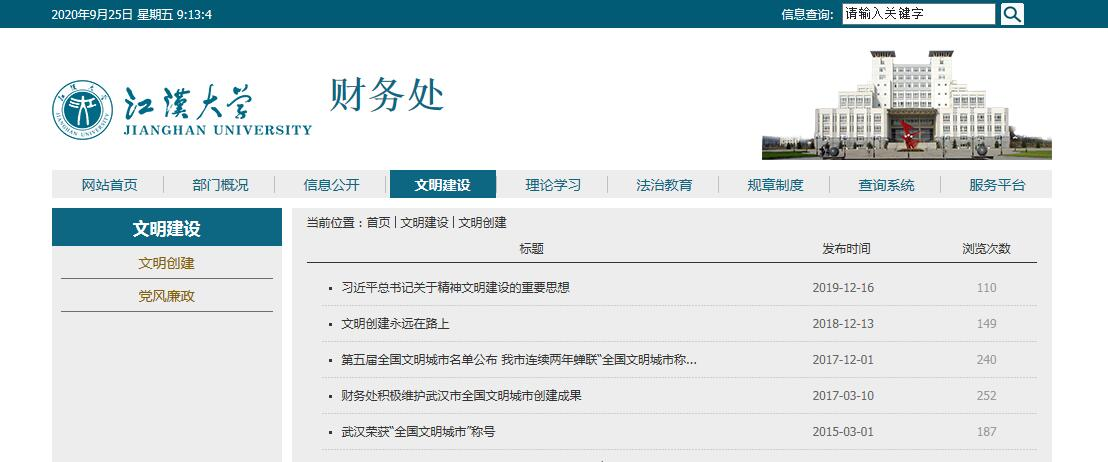 2020年9月25日 星期五 9:13:4
信息查询: 请输入关键字
江汉大学
JIANGHAN UNIVERSITY
财务处
网站首页 部门概况 信息公开 文明建设 理论学习 法治教育 规章制度 查询系统 服务平台
文明建设
文明创建
党风廉政
当前位置：首页 | 文明建设 | 文明创建
标题 发布时间 浏览次数
习近平总书记关于精神文明建设的重要思想 2019-12-16 110
文明创建永远在路上 2018-12-13 149
第五届全国文明城市名单公布 我市连续两年蝉联“全国文明城市称... 2017-12-01 240
财务处积极维护武汉市全国文明城市创建成果 2017-03-10 252
武汉荣获“全国文明城市”称号 2015-03-01 187